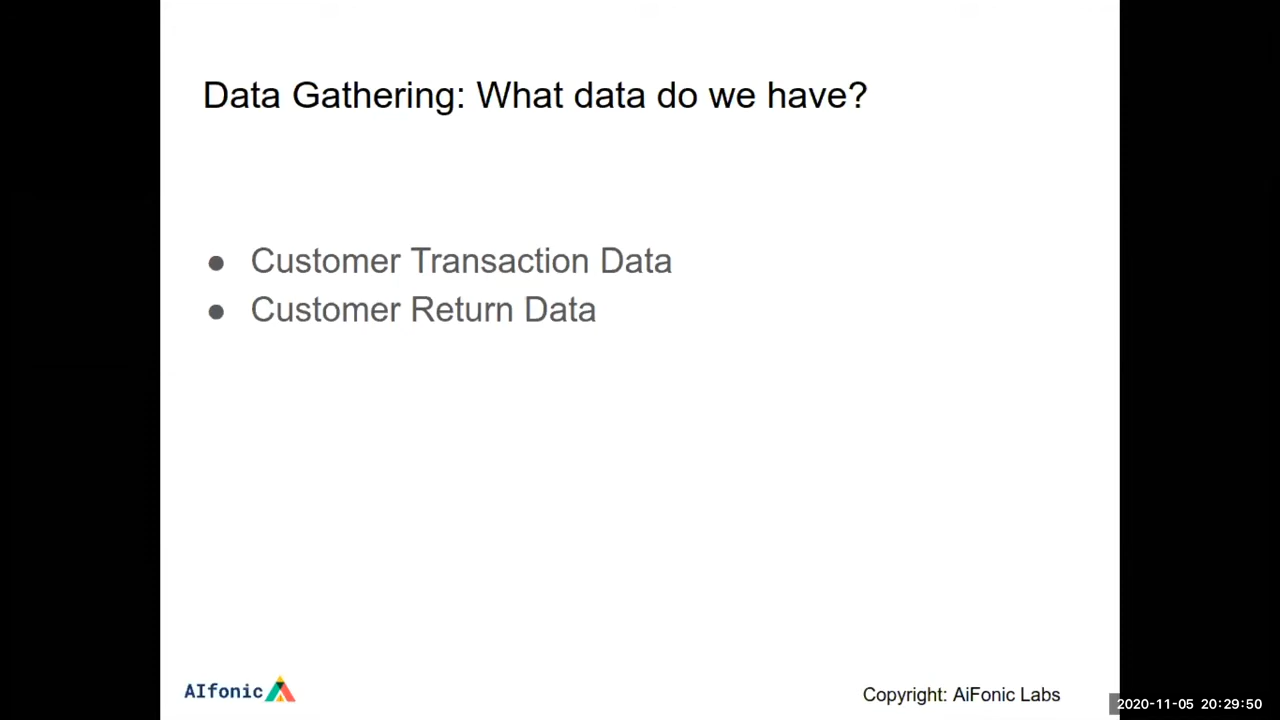 Data Gathering: What data do we have?
● Customer Transaction Data
● Customer Return Data
AIfonic
Copyright: AiFonic Labs
2020-11-05 20:29:50